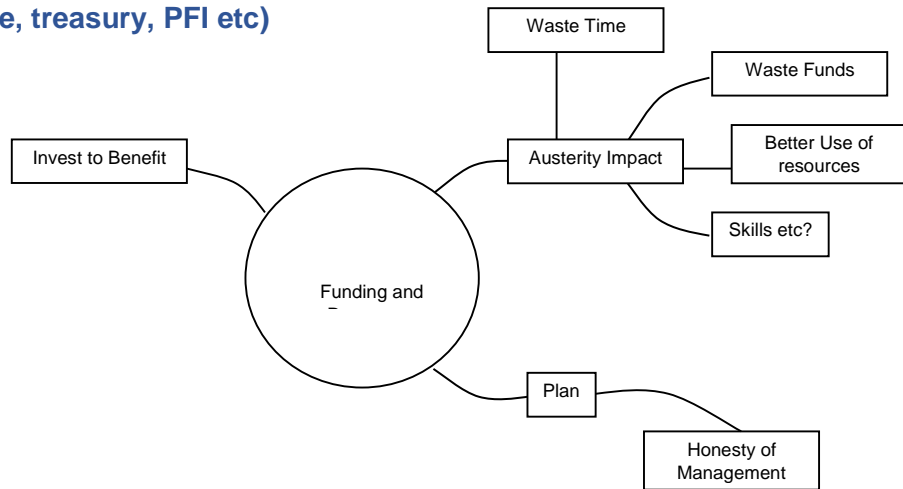 e, treasury, PFI etc)
Waste Time
Waste Funds
Invest to Benefit
Austerity Impact
Better Use of
resources
Skills etc?
Funding and
Plan
Honesty of
Management